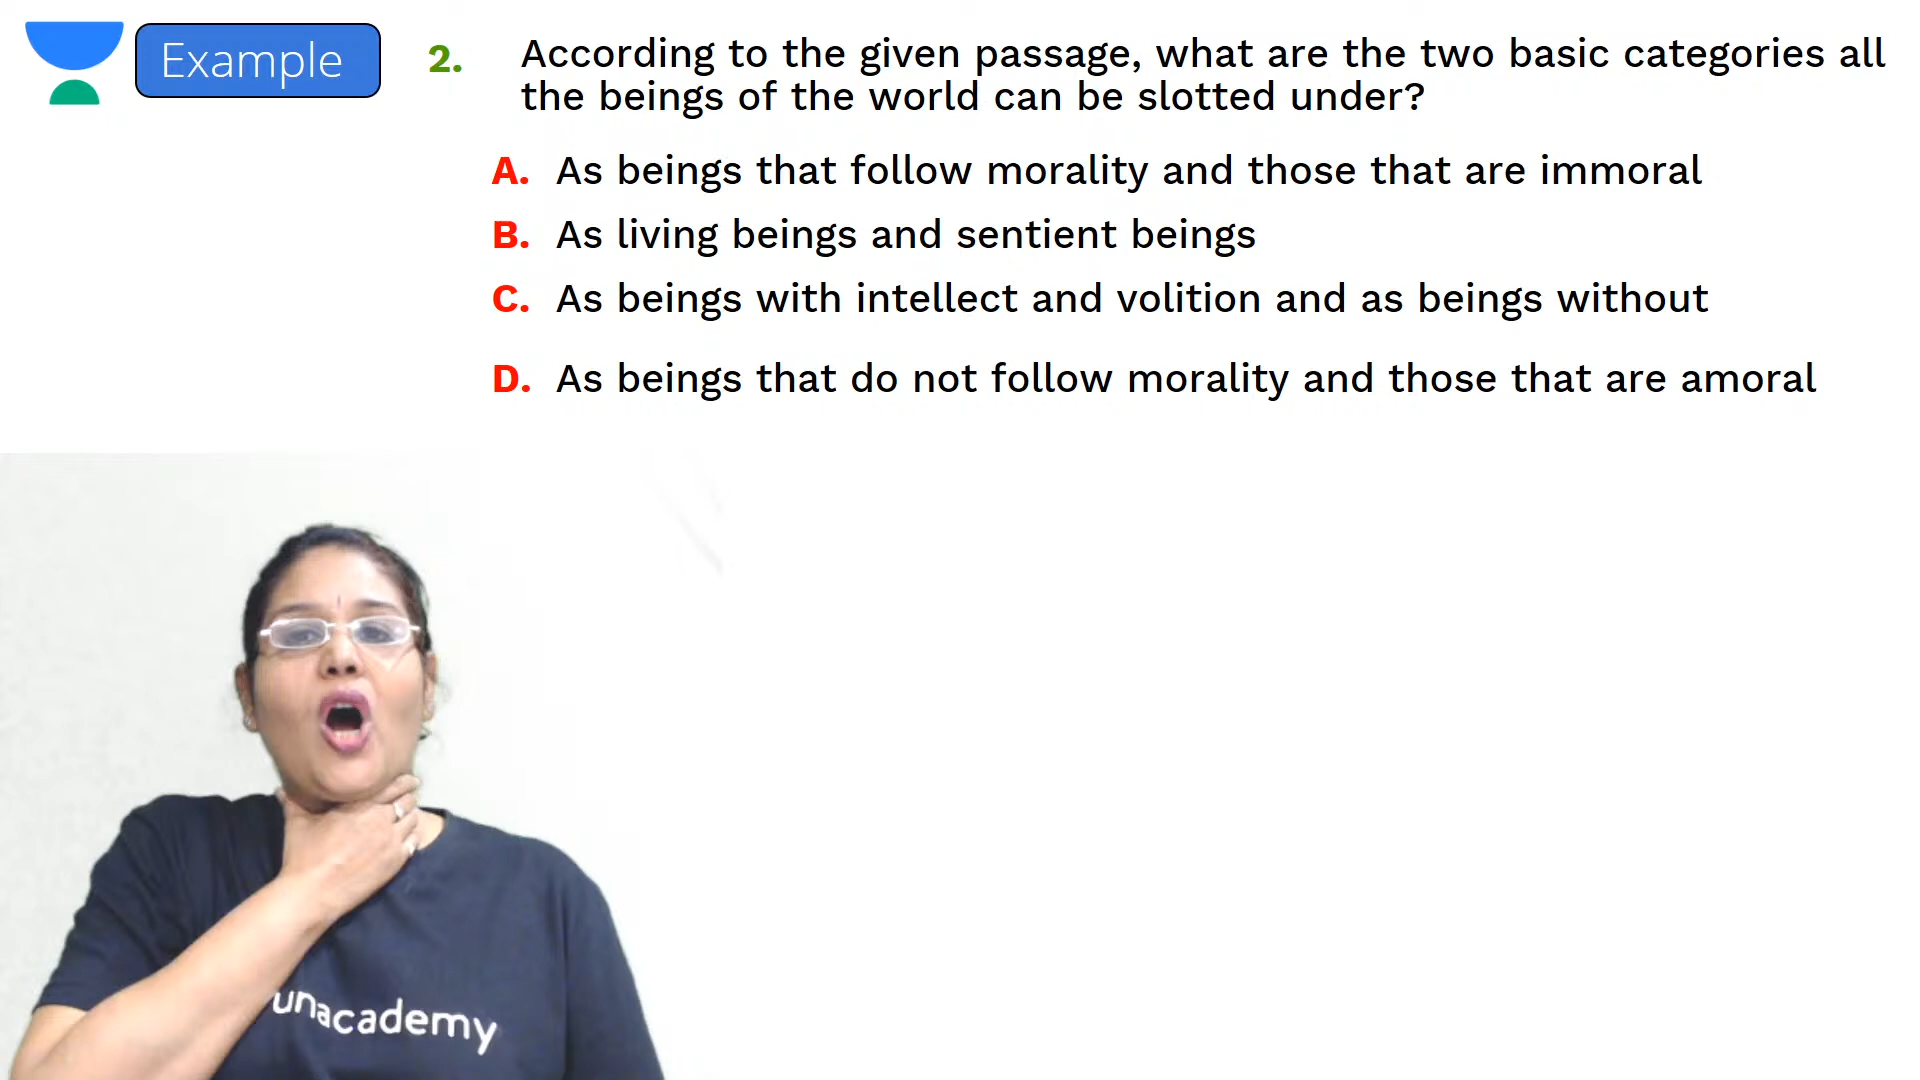 Example
2. According to the given passage, what are the two basic categories all
the beings of the world can be slotted under?
A. As beings that follow morality and those that are immoral
B. As living beings and sentient beings
C. As beings with intellect and volition and as beings without
D. As beings that do not follow morality and those that are amoral
unacademy